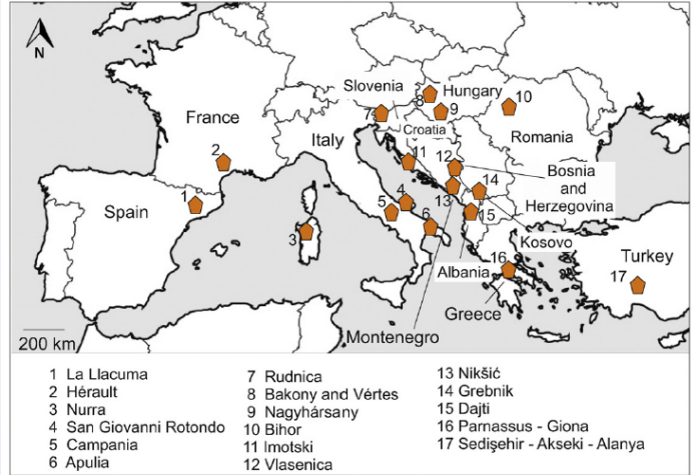 N
Slovenia
Hungary
8
10
7
9
France
Croatia
Romania
Italy
2
11
12
Bosnia
and
Herzegovina
14
1
4
13
Spain
5
15
6
Kosovo
3
Turkey
16
Albania
17
Greece
Montenegro
200 km
1 La Llacuma
2 Hérault
3 Nurra
4 San Giovanni Rotondo
5 Campania
6 Apulia
7 Rudnica
8 Bakony and Vértes
9 Nagyhársany
10 Bihor
11 Imotski
12 Vlasenica
13 Nikšić
14 Grebnik
15 Dajti
16 Parnassus - Giona
17 Sedişehir - Akseki - Alanya